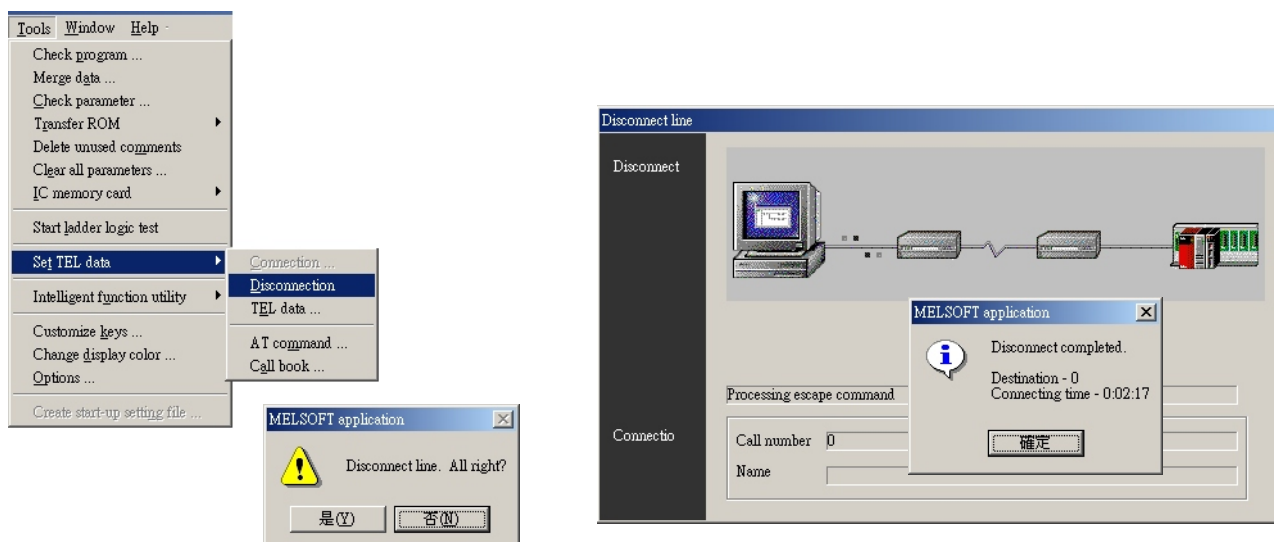 Tools Window Help
Check program ...
Merge data ...
Check parameter ...
Transfer ROM
Delete unused comments
Clear all parameters ...
IC memory card
Start ladder logic test
Set TEL data
Intelligent function utility
Customize keys ...
Change display color ...
Options ...
Create start-up setting file ...
Connection ...
Disconnection
TEL data ...
AT command ...
Call book ...
MELSOFT application
Disconnect line. All right?
是(Y) 否(N)
Disconnect line
Disconnect
MELSOFT application
Disconnect completed.
Destination - 0
Connecting time - 0:02:17
確定
Processing escape command
Connectio
Call number 0
Name